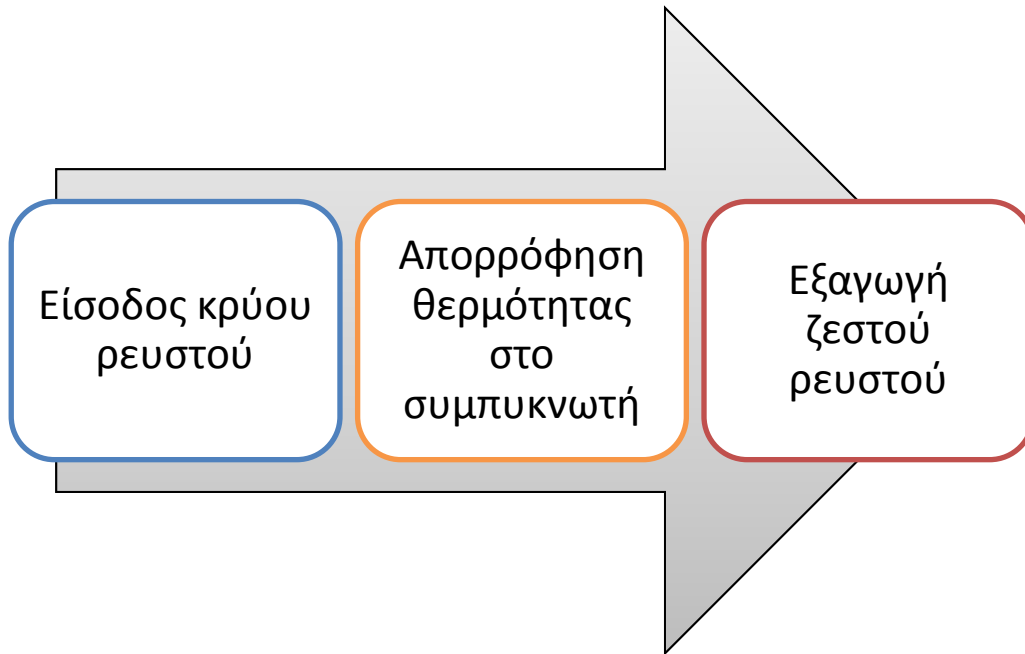 Είσοδος κρύου
ρευστού
Απορρόφηση
θερμότητας
στο
συμπυκνωτή
Εξαγωγή
ζεστού
ρευστού